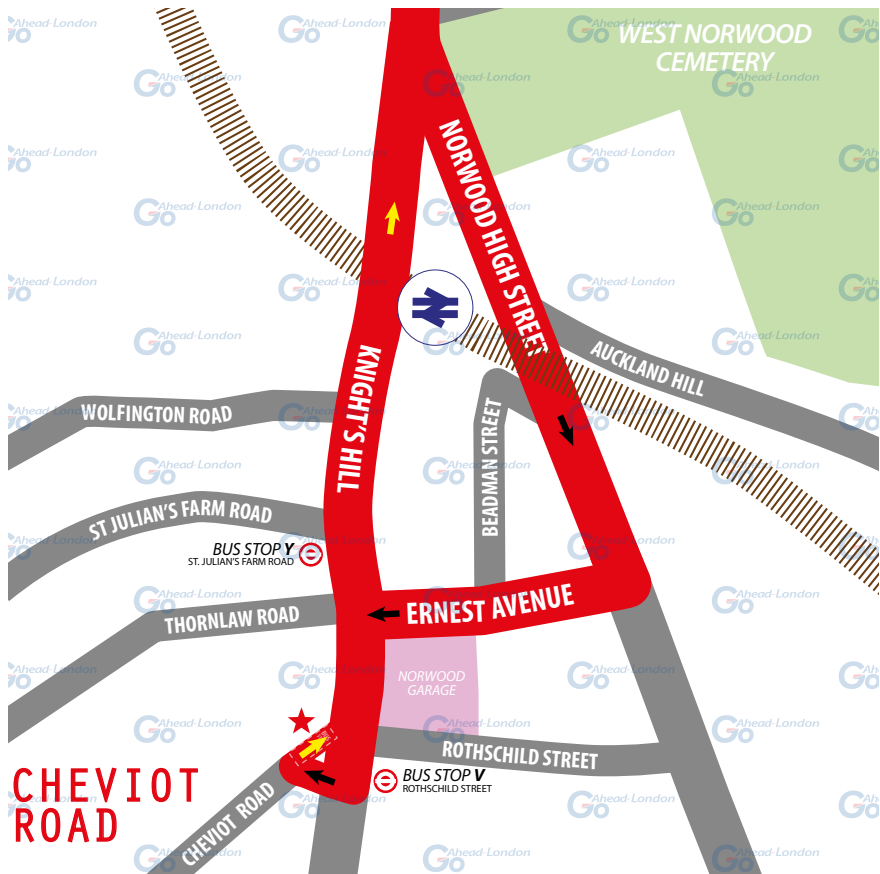 WEST NORWOOD
CEMETERY
NORWOOD HIGH STREET
AUCKLAND HILL
KNIGHT'S HILL
WOLFINGTON ROAD
BEADMAN STREET
ST JULIAN'S FARM ROAD
BUS STOP Y
ST. JULIAN'S FARM ROAD
ERNEST AVENUE
THORNLAW ROAD
NORWOOD
GARAGE
ROTHSCHILD STREET
BUS STOP V
ROTHSCHILD STREET
CHEVIOT
ROAD
CHEVIOT ROAD
Go Ahead-London